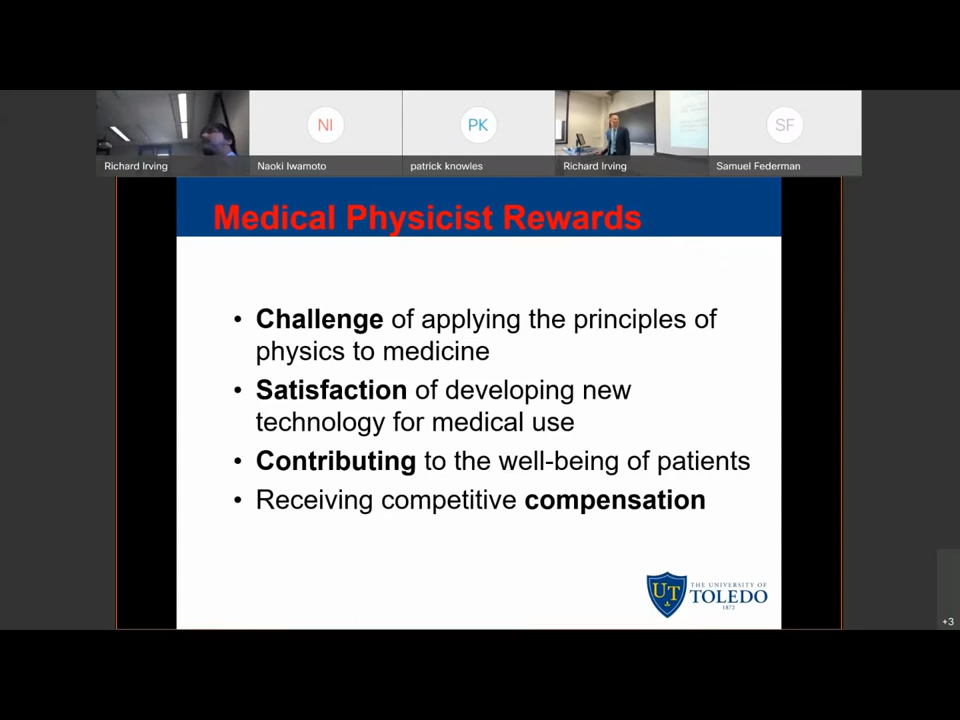 NI
PK
SF
Richard Irving
Naoki Iwamoto
patrick knowles
Richard Irving
Samuel Federman
Medical Physicist Rewards
• Challenge of applying the principles of
physics to medicine
• Satisfaction of developing new
technology for medical use
• Contributing to the well-being of patients
• Receiving competitive compensation
UT
THE UNIVERSITY OF
TOLEDO
1872
+3